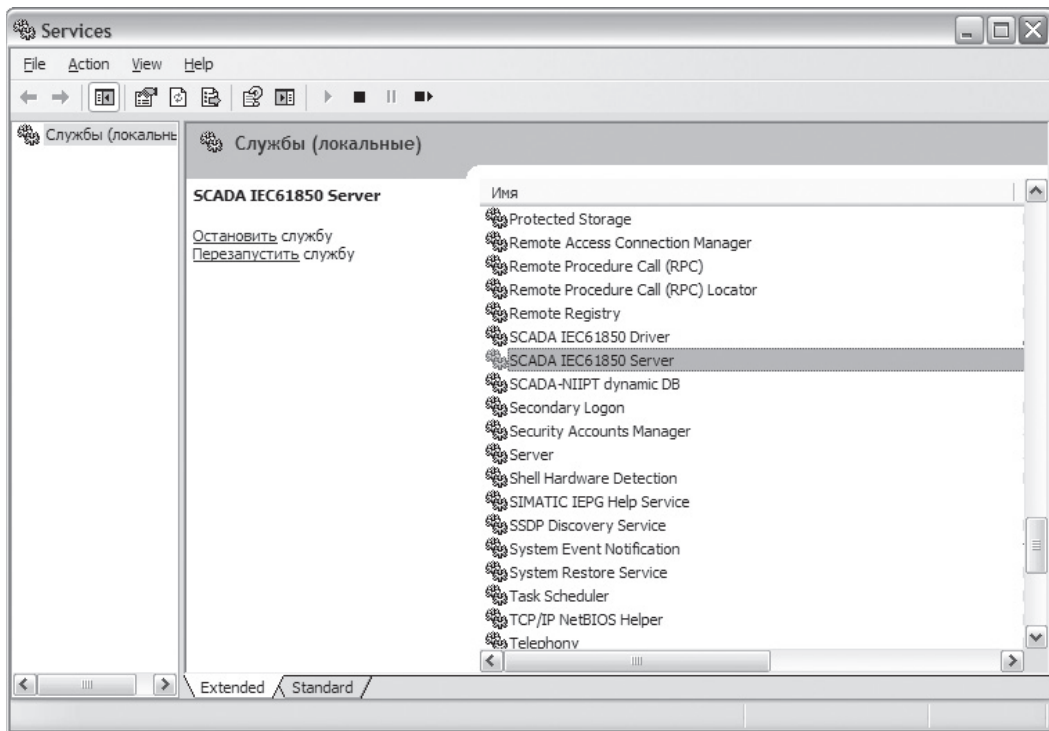 Services
File Action View Help
Службы (локальны
Службы (локальные)
SCADA IEC61850 Server
Остановить службу
Перезапустить службу
Имя
Protected Storage
Remote Access Connection Manager
Remote Procedure Call (RPC)
Remote Procedure Call (RPC) Locator
Remote Registry
SCADA IEC61850 Driver
SCADA IEC61850 Server
SCADA-NIIPT dynamic DB
Secondary Logon
Security Accounts Manager
Server
Shell Hardware Detection
SIMATIC IEPG Help Service
SSDP Discovery Service
System Event Notification
System Restore Service
Task Scheduler
TCP/IP NetBIOS Helper
Telephony
Extended Standard